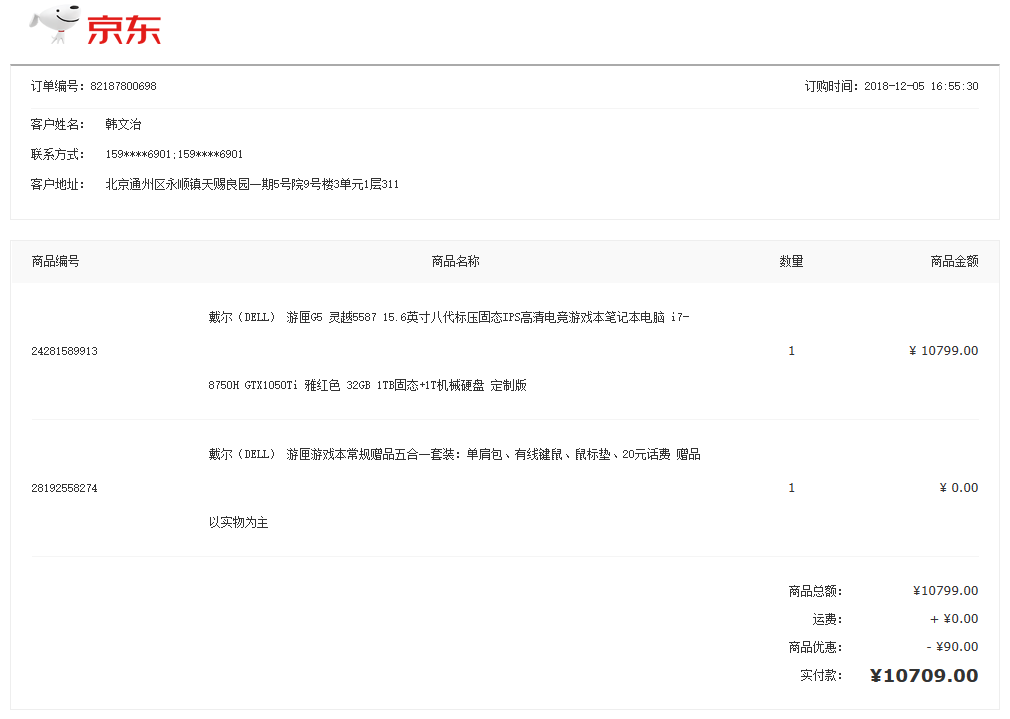 京东
订单编号：82187800698 订购时间：2018-12-05 16:55:30
客户姓名： 韩文治
联系方式： 159****6901;159****6901
客户地址： 北京通州区永顺镇天赐良园一期5号院9号楼3单元1层311
商品编号 商品名称 数量 商品金额
戴尔（DELL） 游匣G5 灵越5587 15.6英寸八代标压固态IPS高清电竞游戏本笔记本电脑 i7-
24281589913 1 ¥ 10799.00
8750H GTX1050Ti 雅红色 32GB 1TB固态+1T机械硬盘 定制版
戴尔（DELL） 游匣游戏本常规赠品五合一套装：单肩包、有线键鼠、鼠标垫、20元话费 赠品
28192558274 1 ¥ 0.00
以实物为主
商品总额： ¥10799.00
运费： + ¥0.00
商品优惠： - ¥90.00
实付款： ¥10709.00